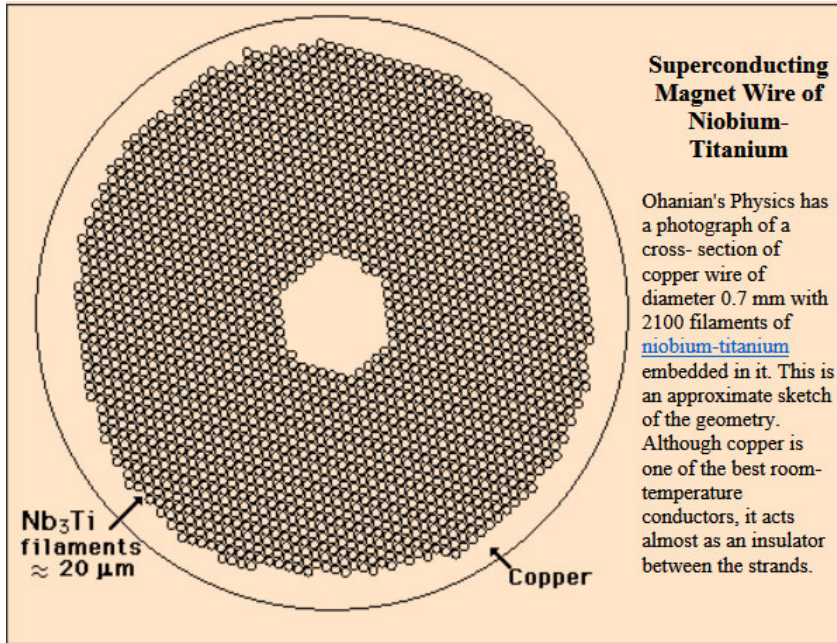 Superconducting
Magnet Wire of
Niobium-
Titanium
Ohanian's Physics has
a photograph of a
cross- section of
copper wire of
diameter 0.7 mm with
2100 filaments of
niobium-titanium
embedded in it. This is
an approximate sketch
of the geometry.
Although copper is
one of the best room-
temperature
conductors, it acts
almost as an insulator
between the strands.
Nb₃Ti
filaments
≈ 20 μm
Copper